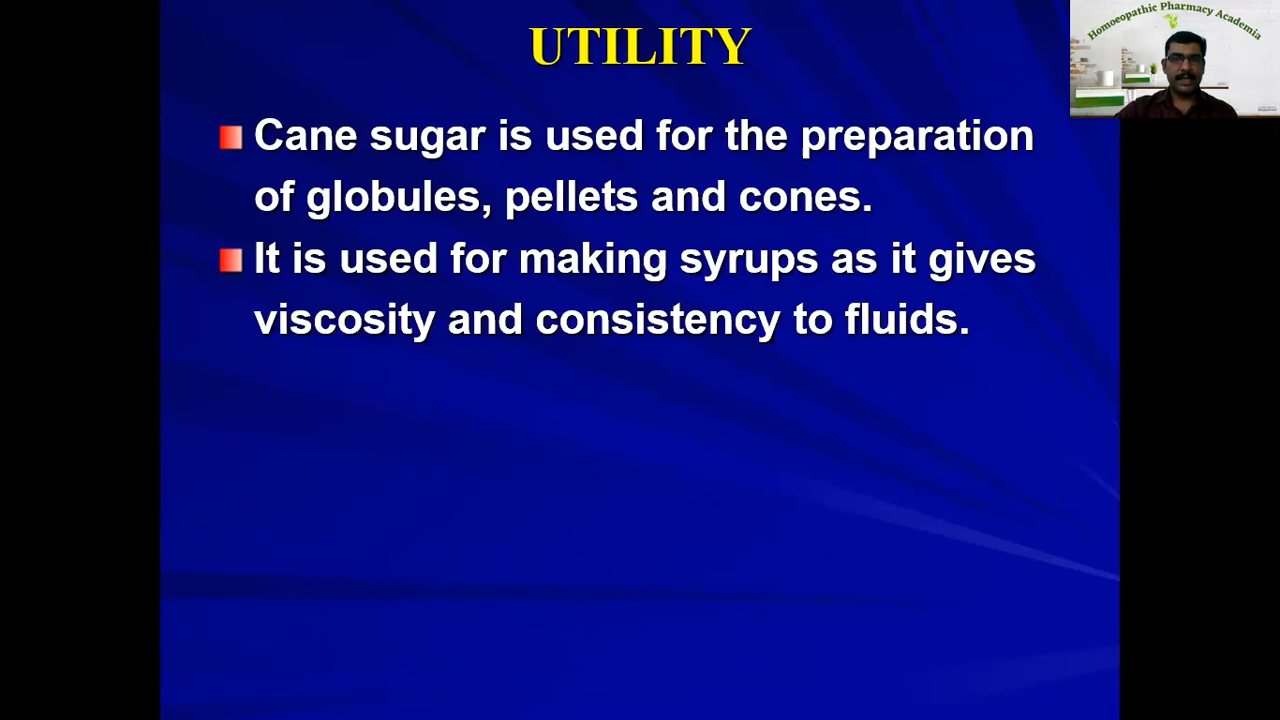 UTILITY
Homoeopathic Pharmacy Academia
Cane sugar is used for the preparation
of globules, pellets and cones.
It is used for making syrups as it gives
viscosity and consistency to fluids.